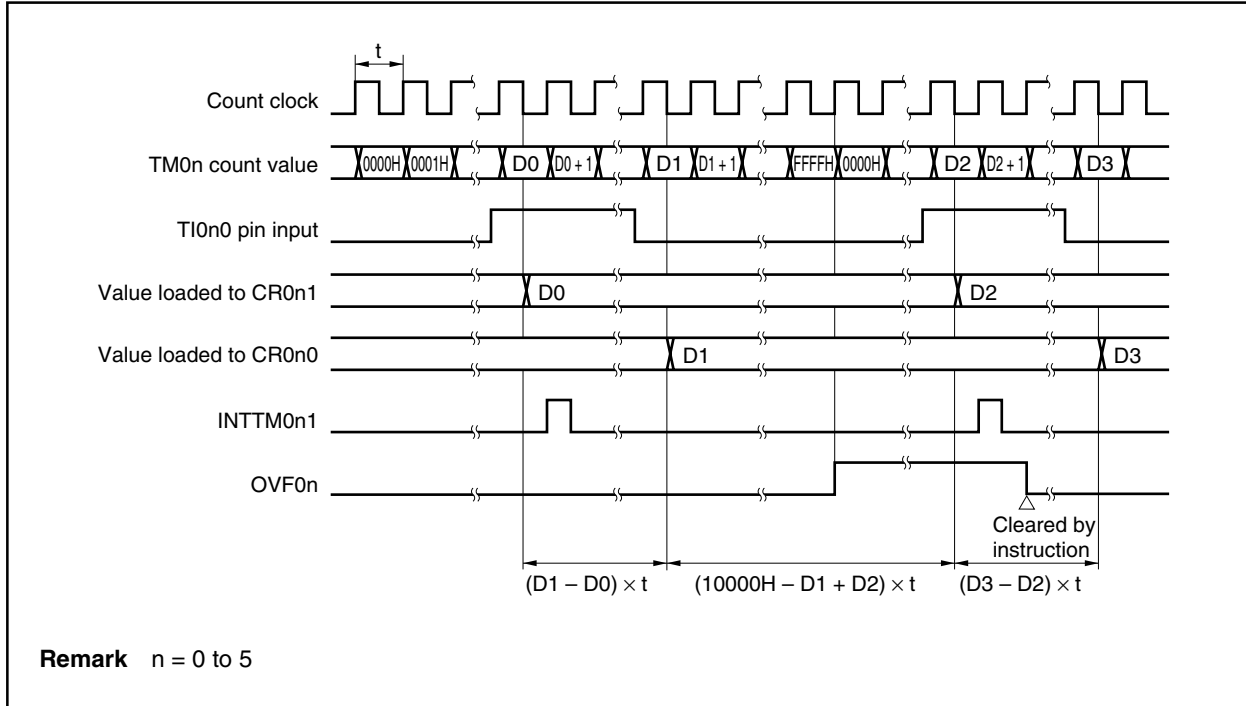 t
Count clock
TM0n count value 0000H 0001H D0 D0 + 1 D1 D1 + 1 FFFFH 0000H D2 D2 + 1 D3
TI0n0 pin input
Value loaded to CR0n1 D0 D2
Value loaded to CR0n0 D1 D3
INTTM0n1
OVF0n
Cleared by
instruction
(D1 – D0) × t (10000H – D1 + D2) × t (D3 – D2) × t
Remark n = 0 to 5